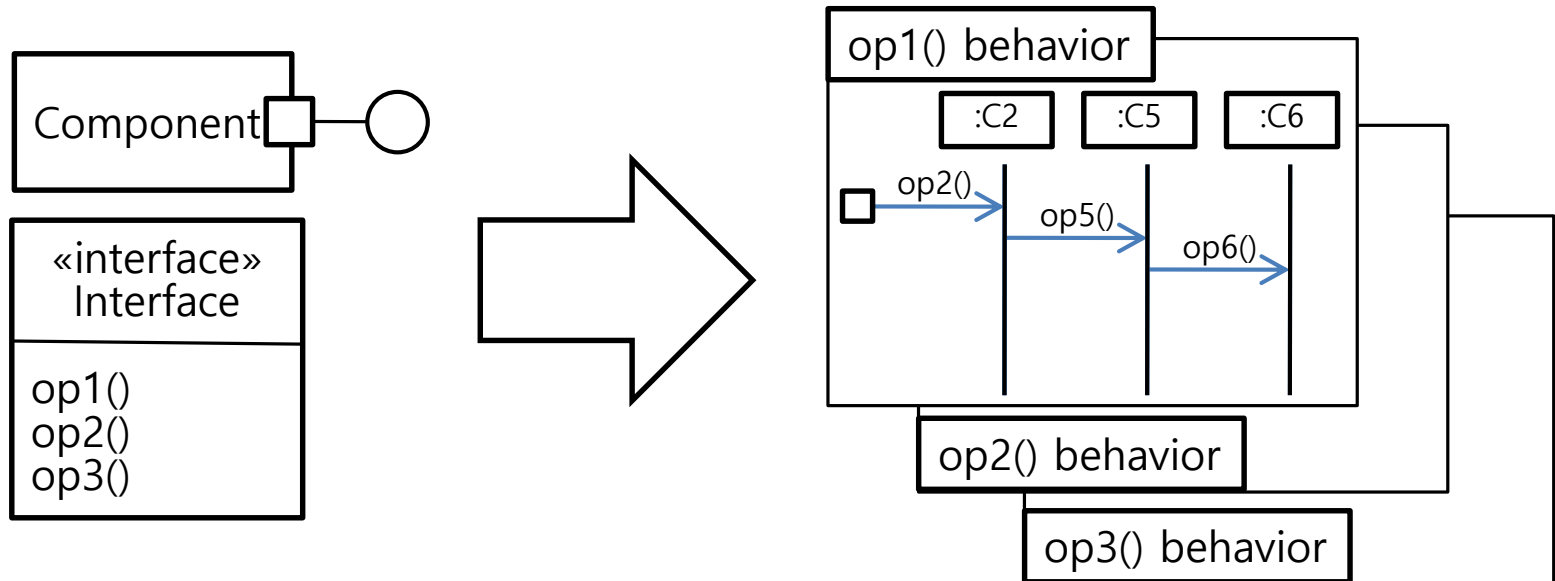 Component
«interface»
Interface
op1()
op2()
op3()
op1() behavior
:C2
:C5
:C6
op2()
op5()
op6()
op2() behavior
op3() behavior